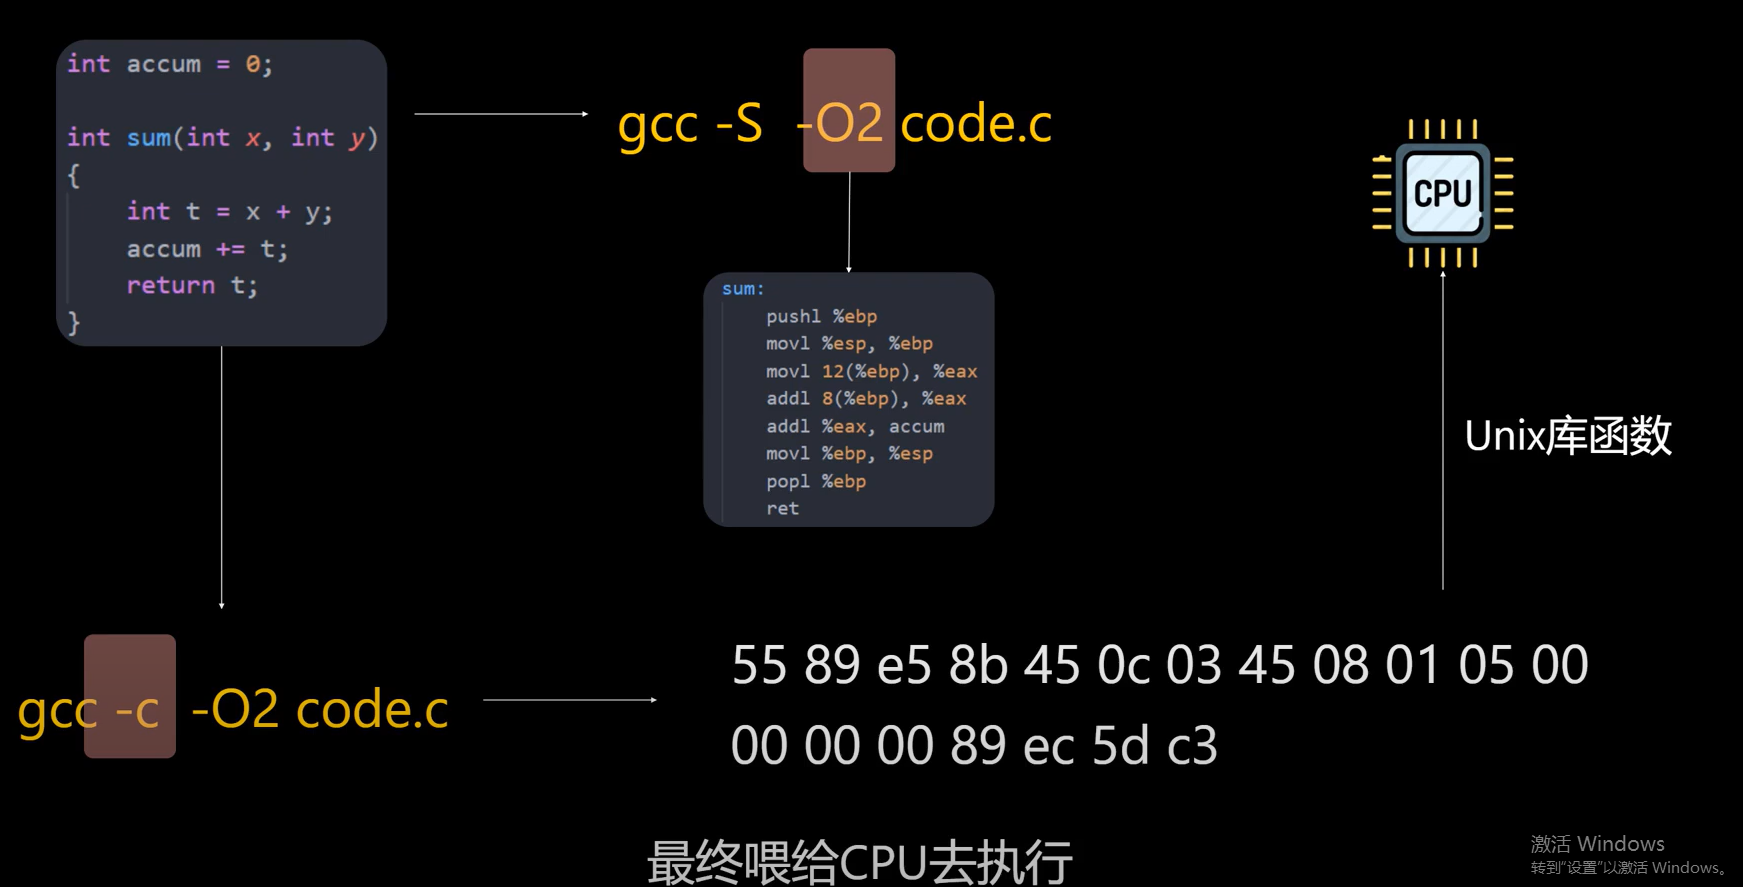 int accum = 0;
int sum(int x, int y)
{
int t = x + y;
accum += t;
return t;
}
gcc -S -O2 code.c
sum:
pushl %ebp
movl %esp, %ebp
movl 12(%ebp), %eax
addl 8(%ebp), %eax
addl %eax, accum
movl %ebp, %esp
popl %ebp
ret
CPU
Unix库函数
gcc -c -O2 code.c
55 89 e5 8b 45 0c 03 45 08 01 05 00
00 00 00 89 ec 5d c3
最终喂给CPU去执行
激活 Windows
转到"设置"以激活 Windows。